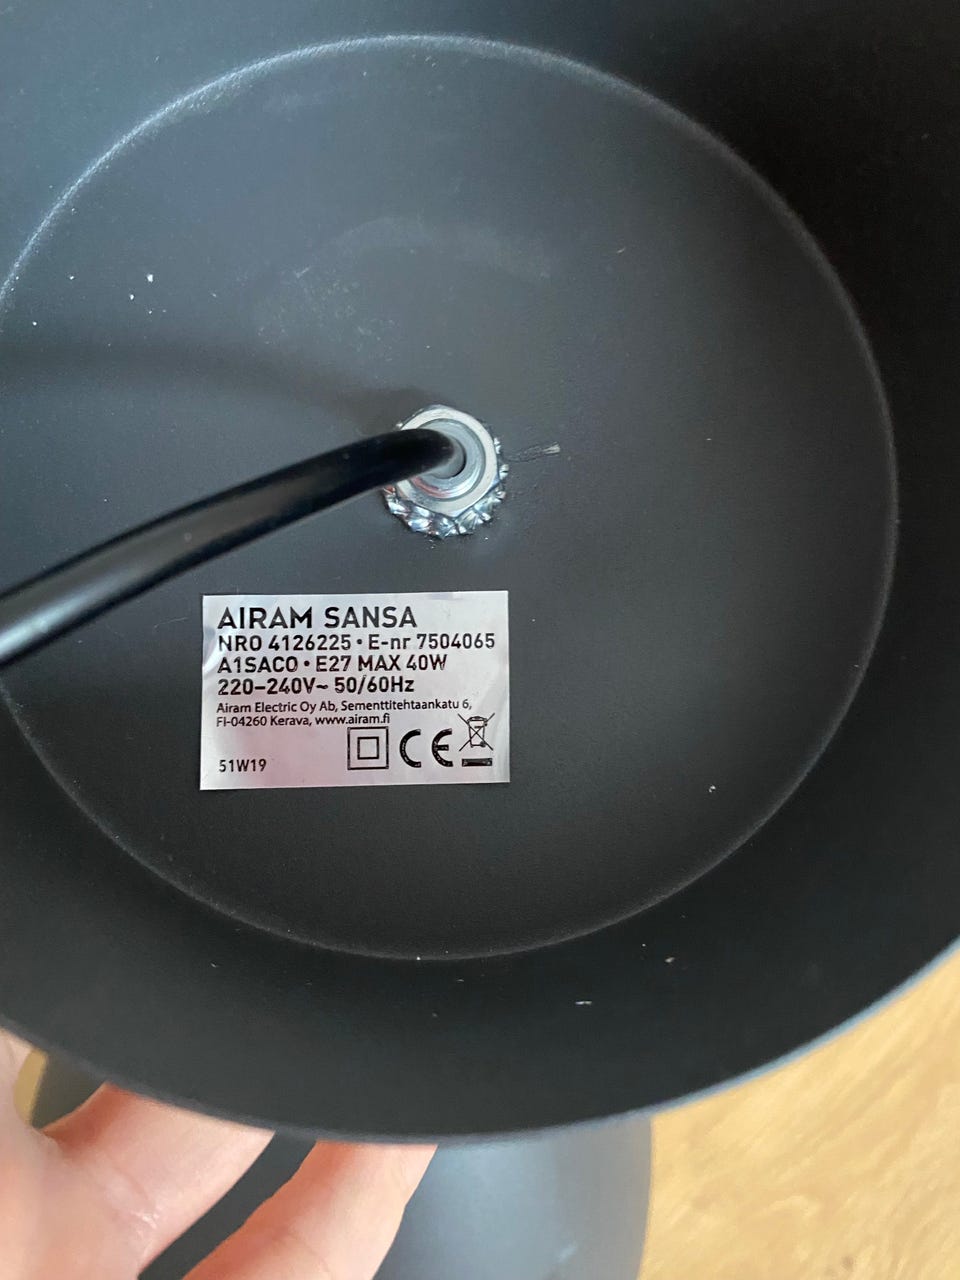 AIRAM SANSA
NRO 4126225 • E-nr 7504065
A1SACO • E27 MAX 40W
220–240V~ 50/60Hz
Airam Electric Oy Ab, Sementtitehtaankatu 6,
FI-04260 Kerava, www.airam.fi
CE
51W19